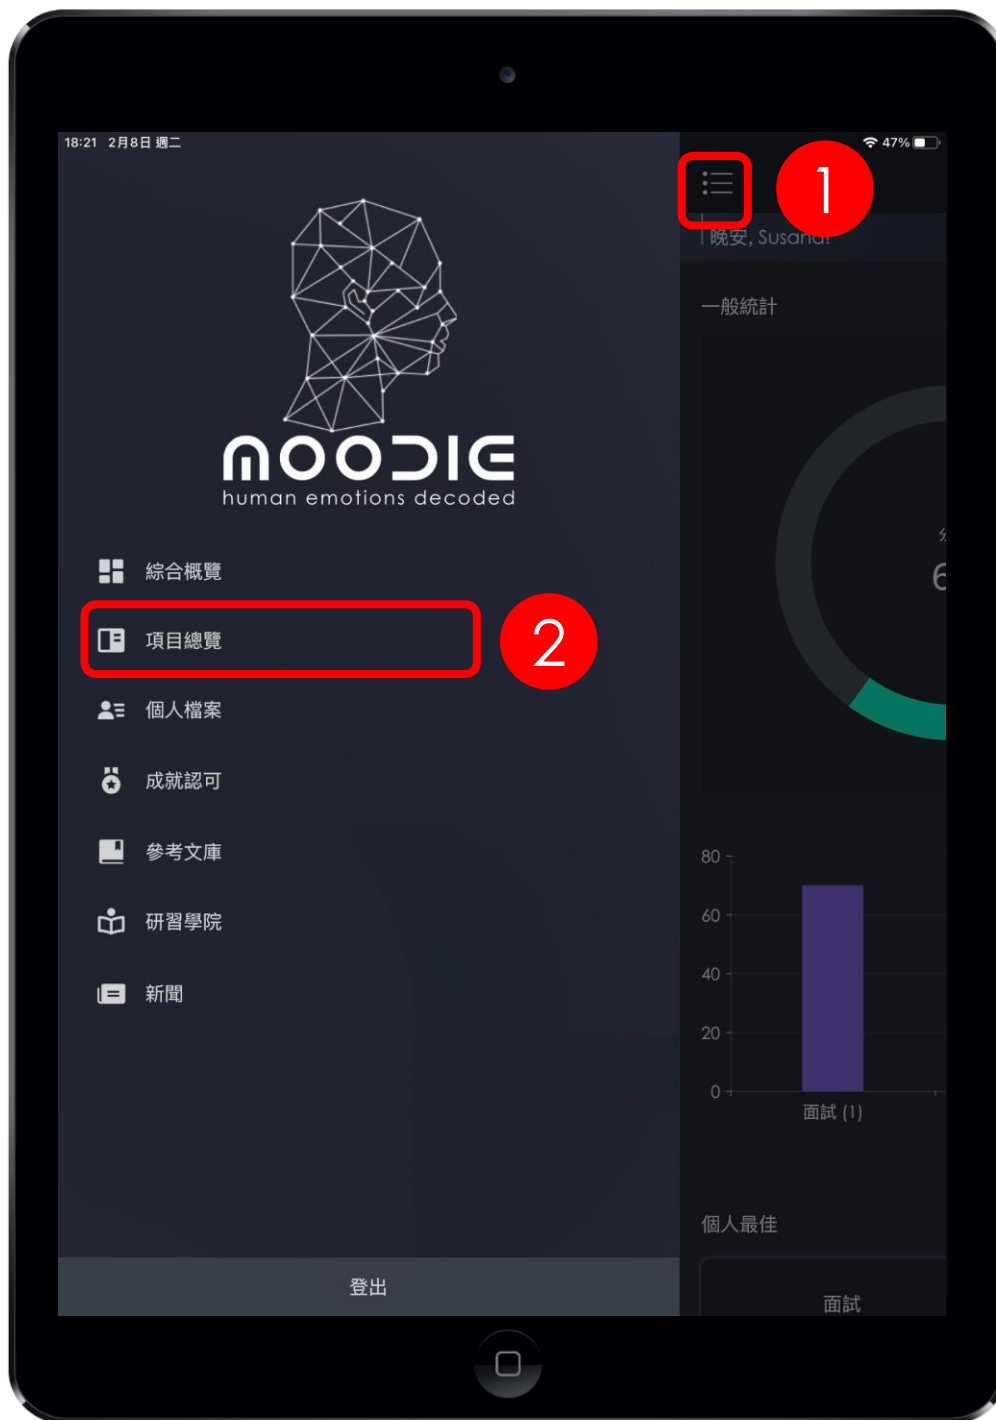 18:21 2月8日 週二
47%
1
晚安, Susana!
一般統計
MOODIE
human emotions decoded
綜合概覽
項目總覽
2
個人檔案
成就認可
參考文庫
研習學院
新聞
登出
6
80
60
40
20
0
面試 (1)
個人最佳
面試